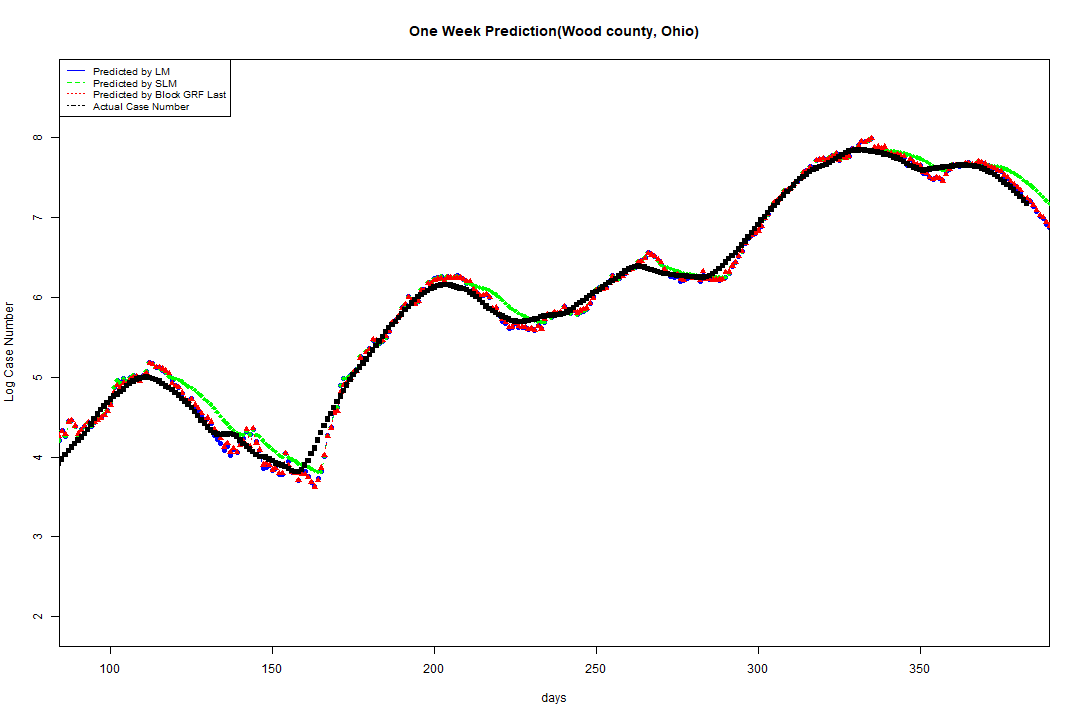 One Week Prediction(Wood county, Ohio)
Predicted by LM
Predicted by SLM
Predicted by Block GRF Last
Actual Case Number
8
7
6
5
4
3
2
Log Case Number
100 150 200 250 300 350
days